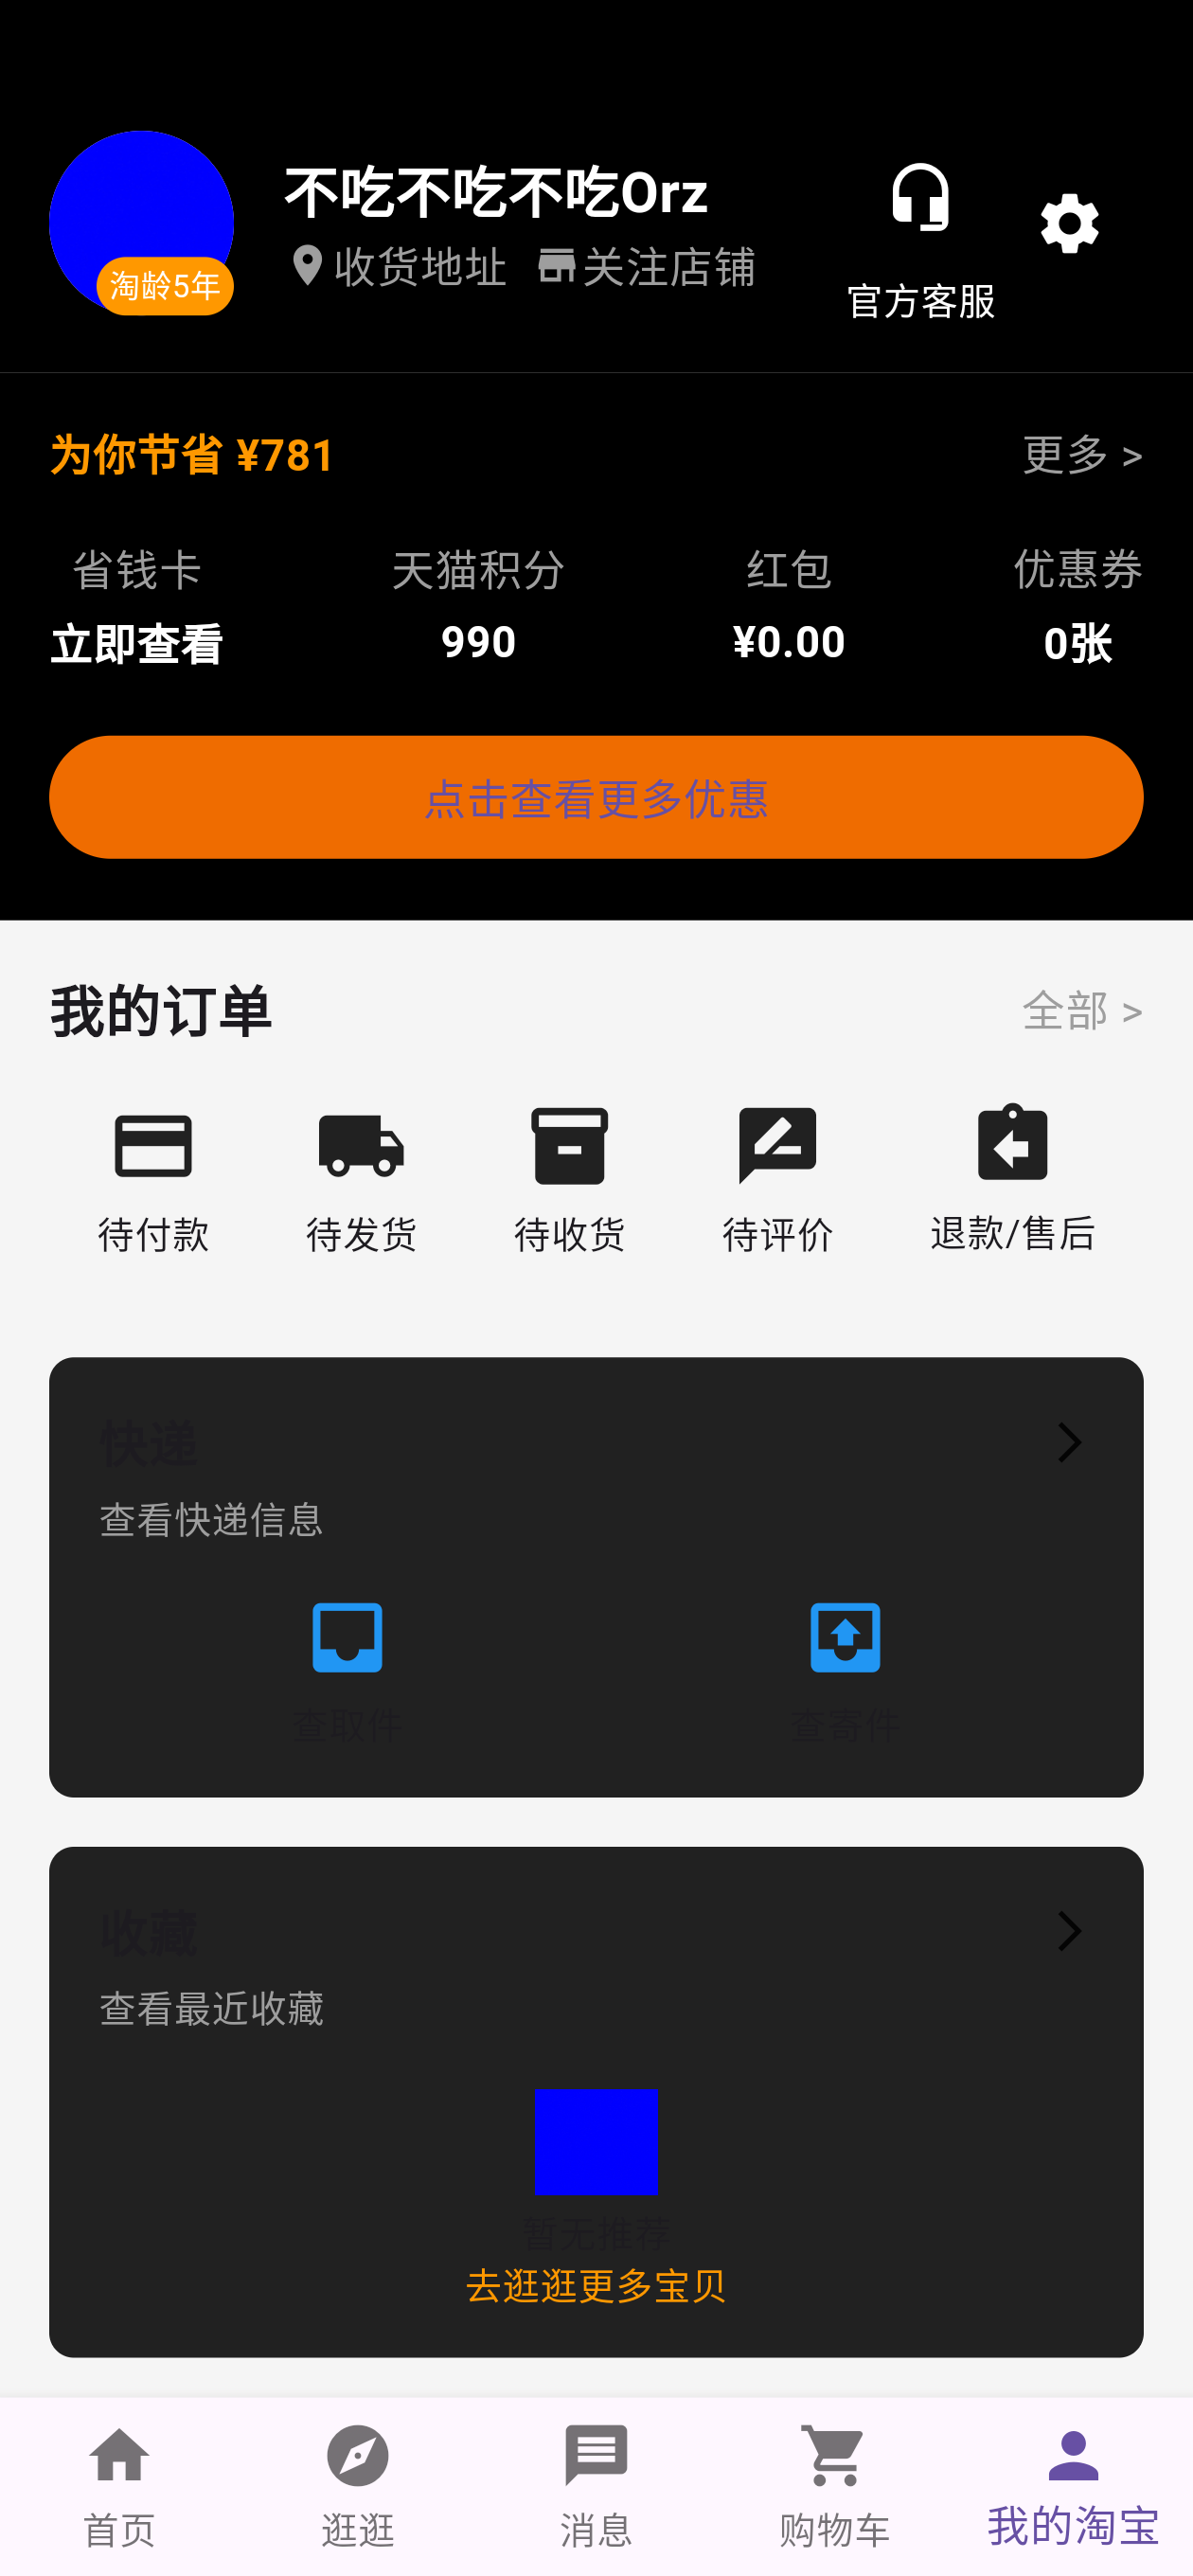 不吃不吃不吃Orz
收货地址 关注店铺
淘龄5年
官方客服
为你节省 ¥781
更多 >
省钱卡 天猫积分 红包 优惠券
立即查看 990 ¥0.00 0张
点击查看更多优惠
我的订单
全部 >
待付款 待发货 待收货 待评价 退款/售后
快递
查看快递信息
查取件 查寄件
收藏
查看最近收藏
暂无推荐
去逛逛更多宝贝
首页 逛逛 消息 购物车 我的淘宝